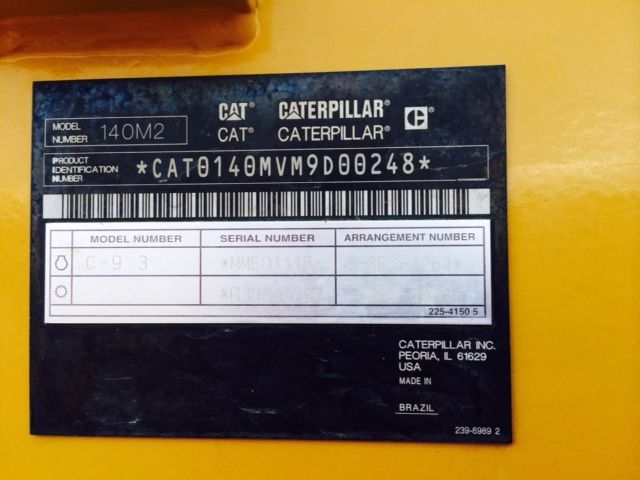 CAT® CATERPILLAR®
MODEL NUMBER 140M2
CAT® CATERPILLAR®
PRODUCT IDENTIFICATION NUMBER *CAT0140MVM9D00248*
MODEL NUMBER SERIAL NUMBER ARRANGEMENT NUMBER
C-9.3
225-4150 5
CATERPILLAR INC.
PEORIA, IL 61629
USA
MADE IN
BRAZIL
239-6989 2